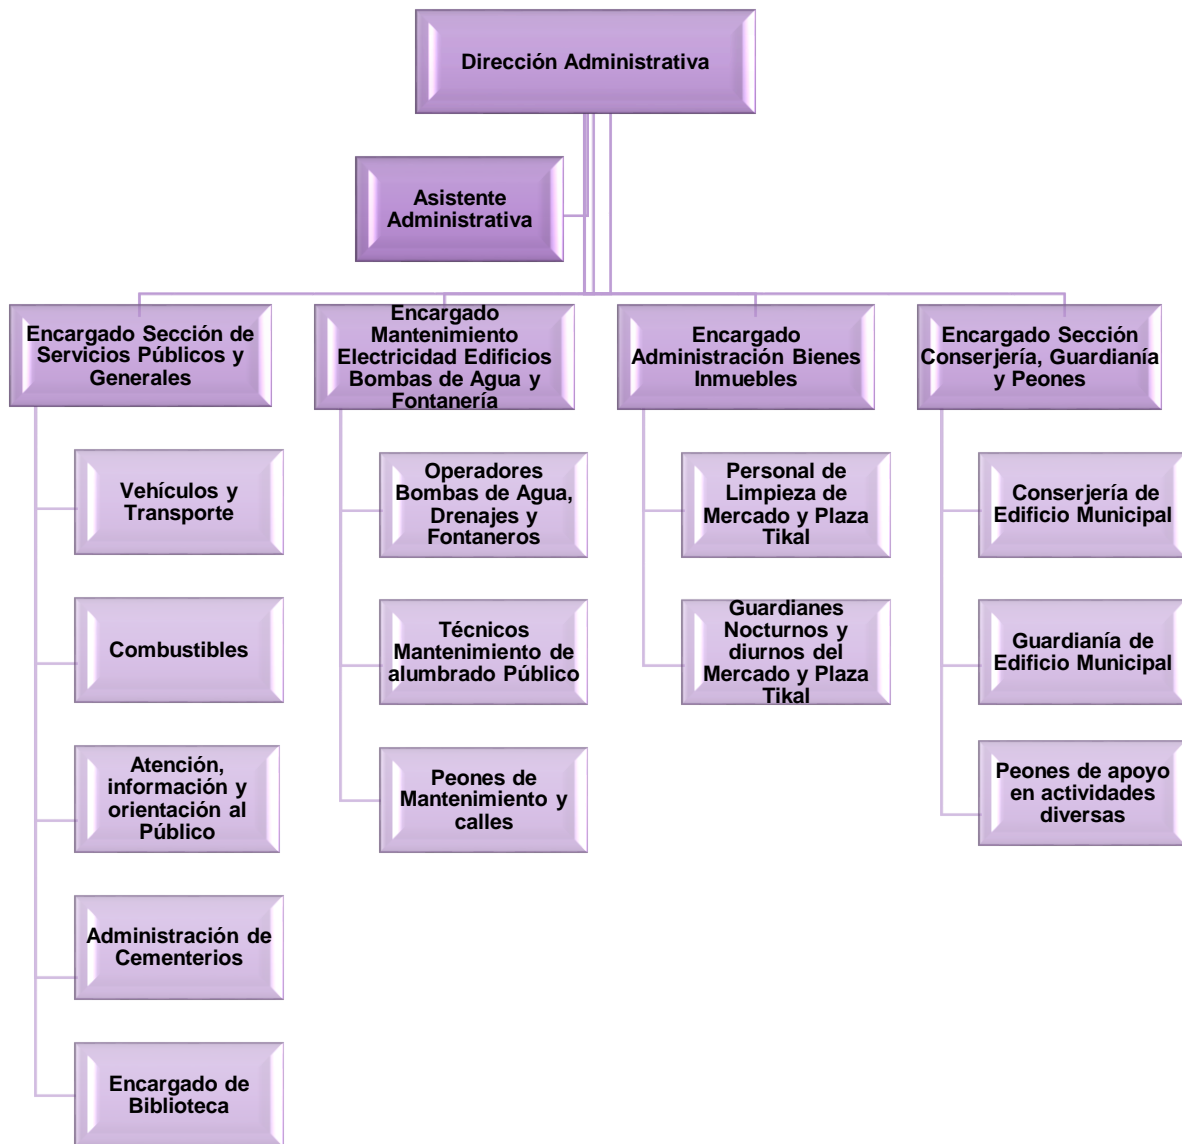 Dirección Administrativa
Asistente
Administrativa
Encargado Sección de
Servicios Públicos y
Generales
Encargado
Mantenimiento
Electricidad Edificios
Bombas de Agua y
Fontanería
Encargado
Administración Bienes
Inmuebles
Encargado Sección
Conserjería, Guardianía
y Peones
Vehículos y
Transporte
Operadores
Bombas de Agua,
Drenajes y
Fontaneros
Personal de
Limpieza de
Mercado y Plaza
Tikal
Conserjería de
Edificio Municipal
Combustibles
Técnicos
Mantenimiento de
alumbrado Público
Guardianes
Nocturnos y
diurnos del
Mercado y Plaza
Tikal
Guardianía de
Edificio Municipal
Atención,
información y
orientación al
Público
Peones de
Mantenimiento y
calles
Peones de apoyo
en actividades
diversas
Administración de
Cementerios
Encargado de
Biblioteca